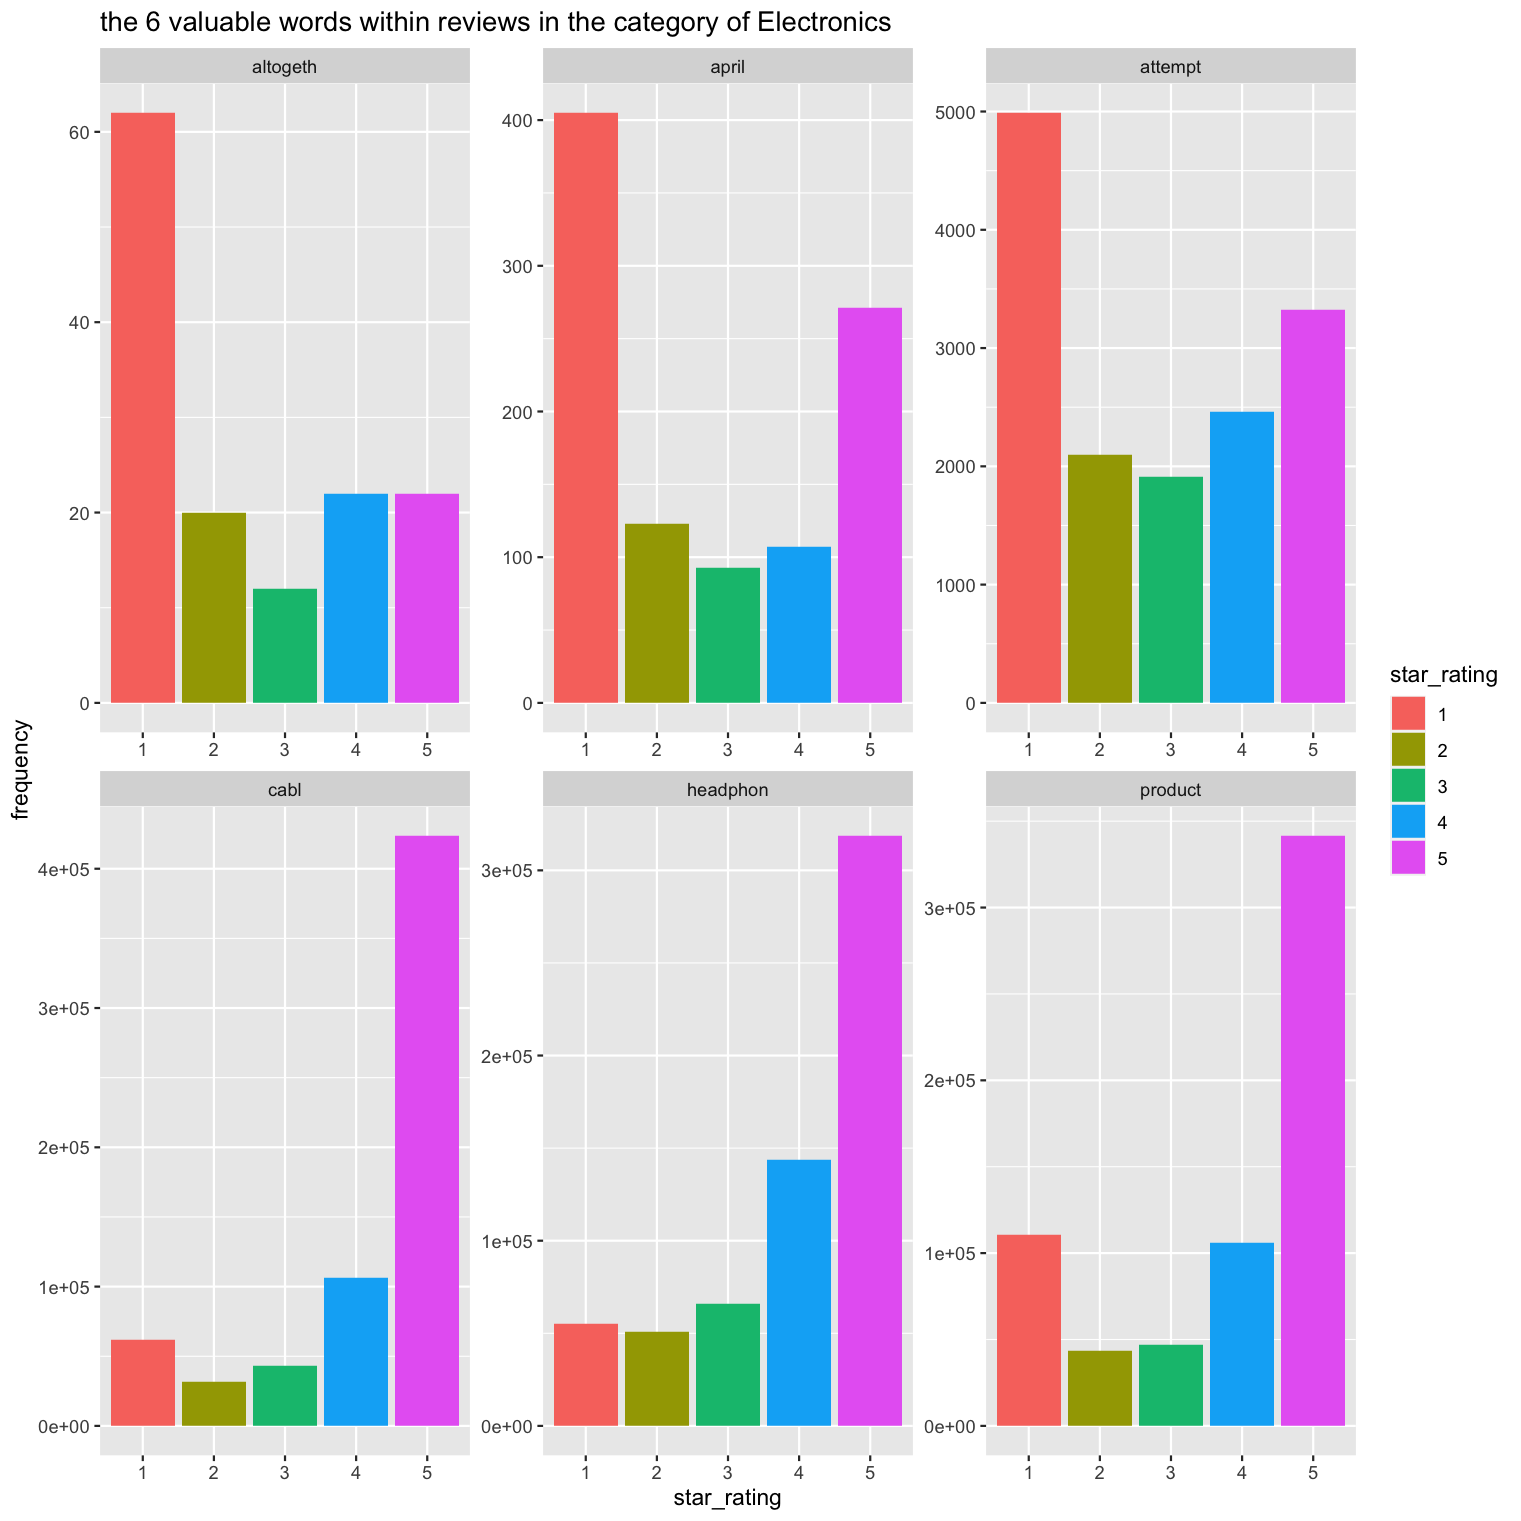 the 6 valuable words within reviews in the category of Electronics
altogeth
april
attempt
60
40
20
0
400
300
200
100
0
5000
4000
3000
2000
1000
0
1 2 3 4 5
1 2 3 4 5
1 2 3 4 5
frequency
cabl
headphon
product
4e+05
3e+05
2e+05
1e+05
0e+00
3e+05
2e+05
1e+05
0e+00
3e+05
2e+05
1e+05
0e+00
1 2 3 4 5
1 2 3 4 5
1 2 3 4 5
star_rating
star_rating
1
2
3
4
5